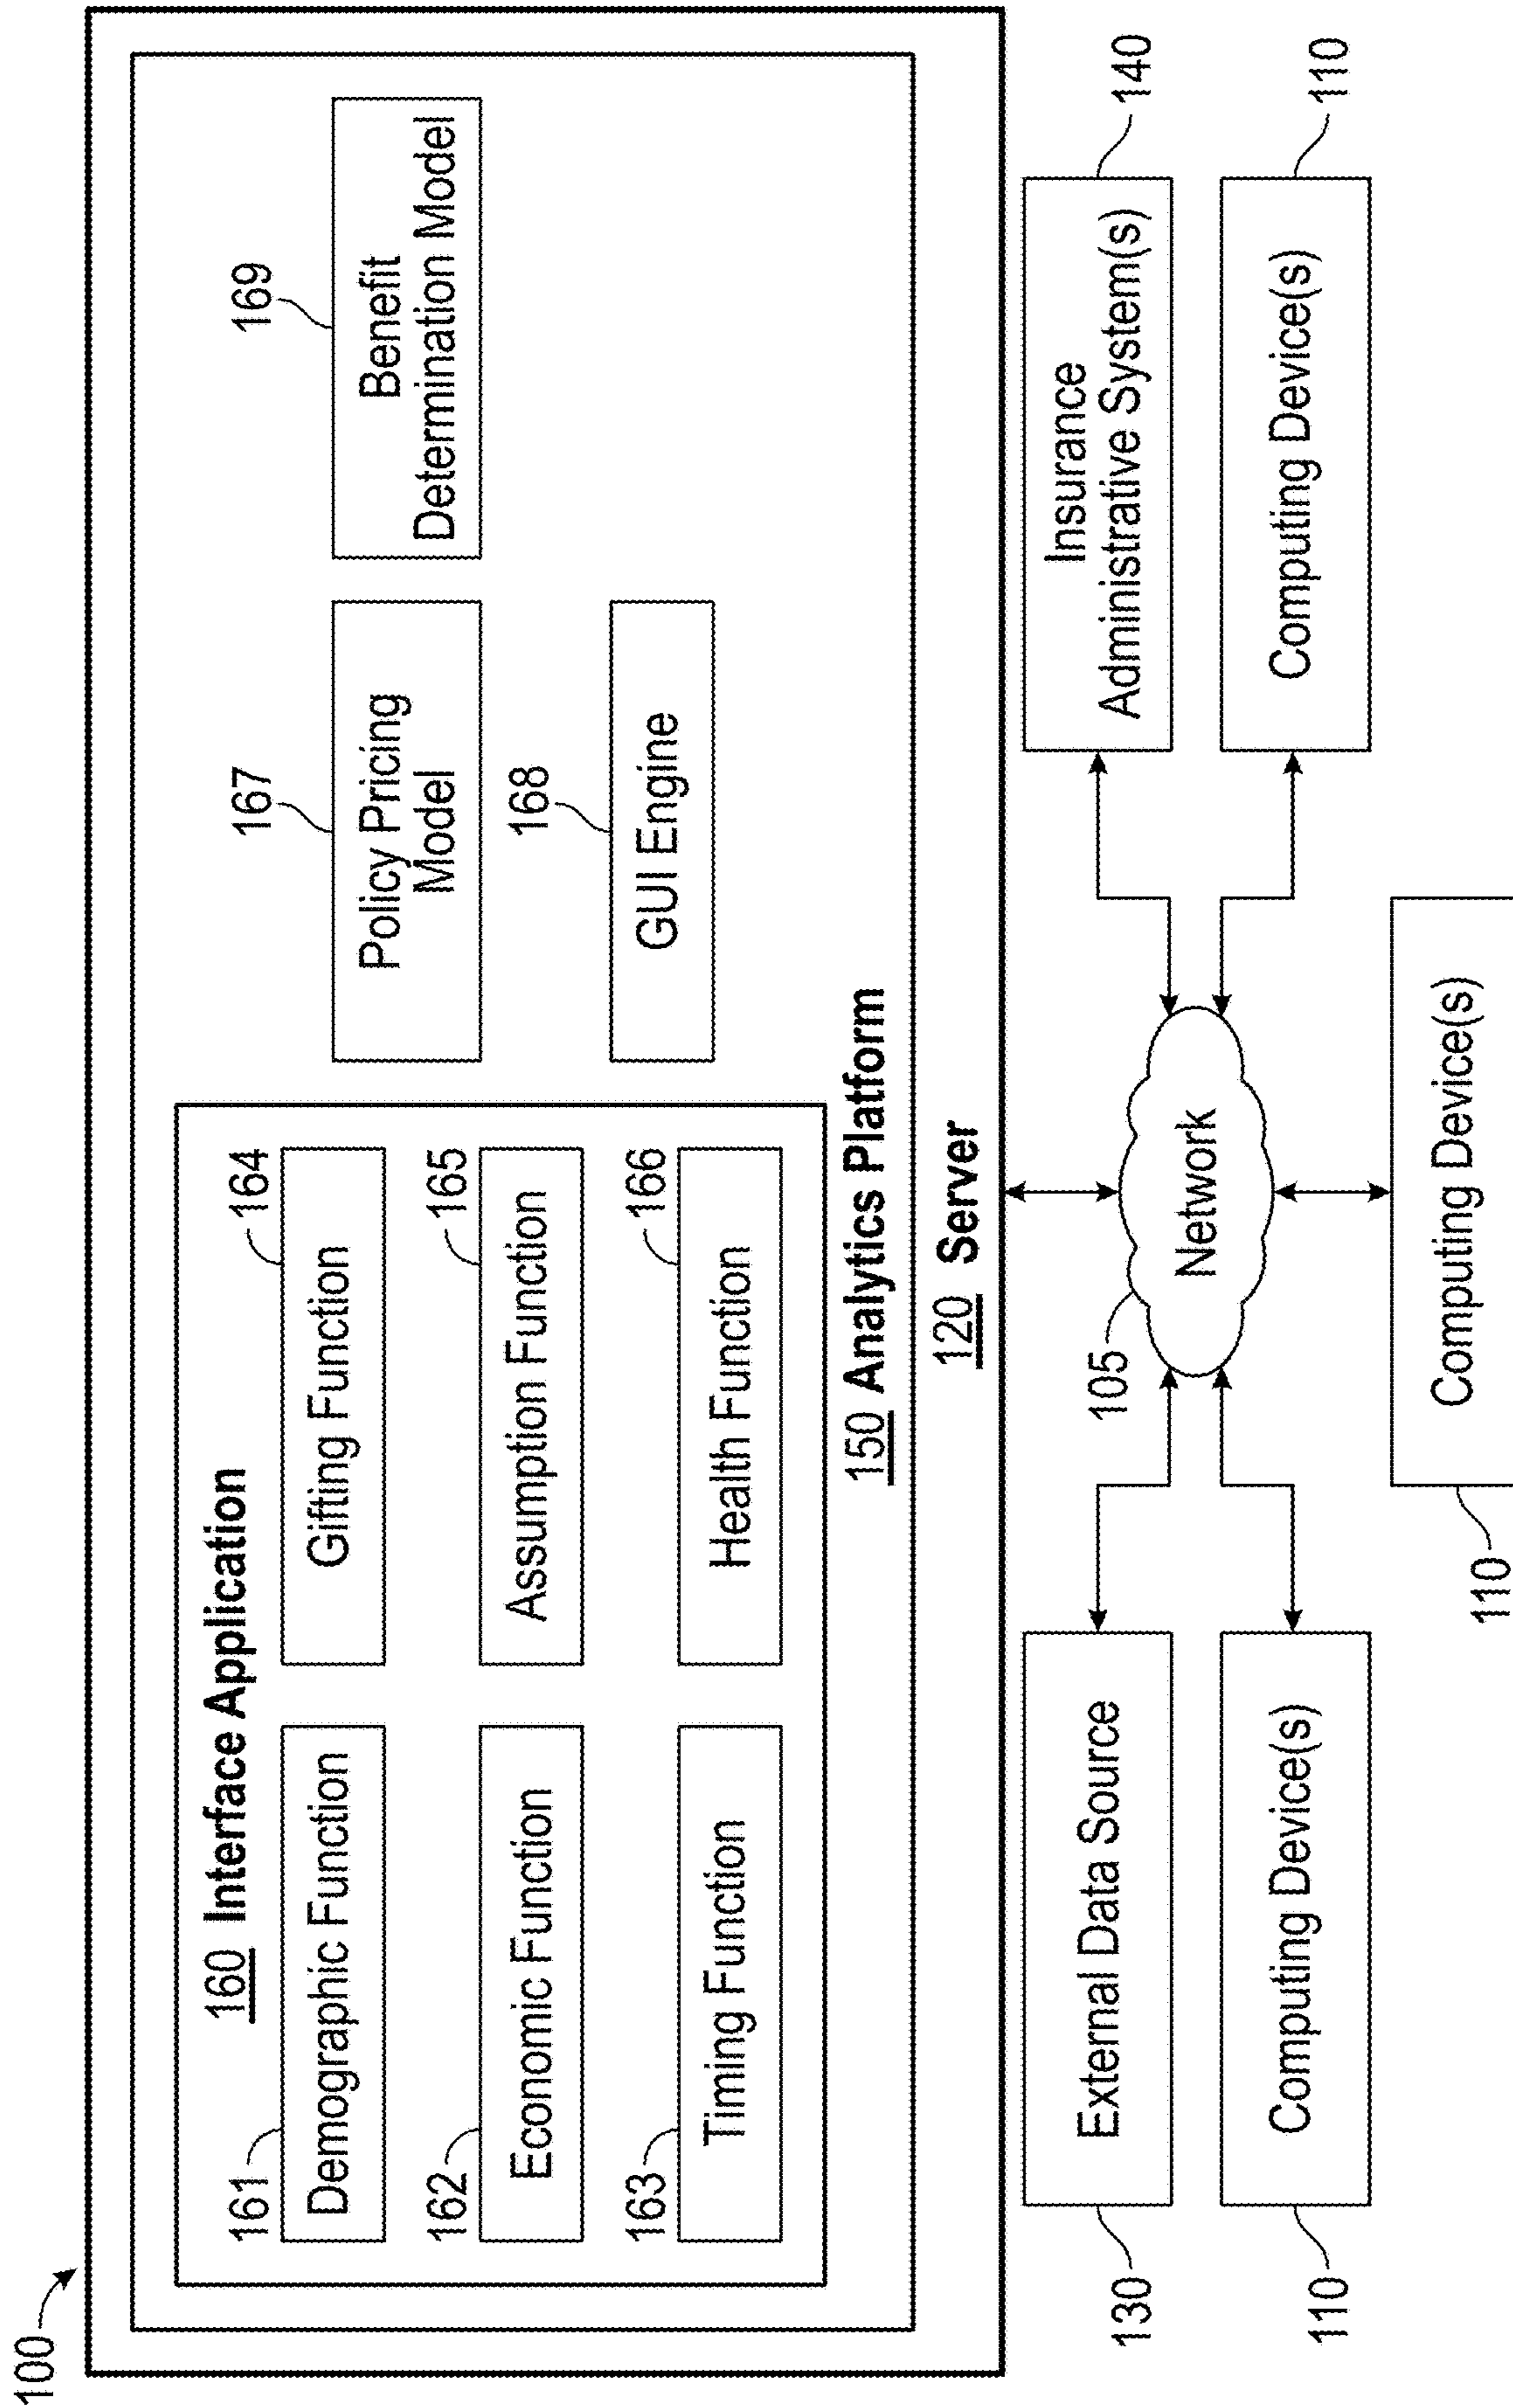 100
160 Interface Application
161
Demographic Function
164
Gifting Function
162
Economic Function
165
Assumption Function
163
Timing Function
166
Health Function
167
Policy Pricing
Model
169
Benefit
Determination Model
168
GUI Engine
150 Analytics Platform
120 Server
130
External Data Source
105
Network
Insurance
Administrative System(s)
140
110
Computing Device(s)
Computing Device(s)
110
110
Computing Device(s)